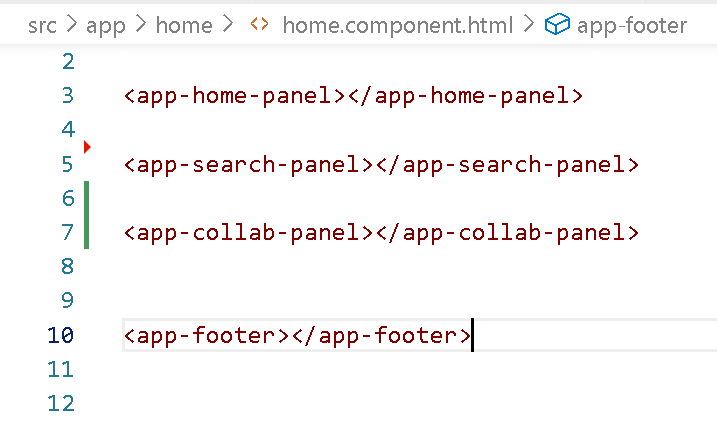 src > app > home > <> home.component.html > app-footer
2
3 <app-home-panel></app-home-panel>
4
5 <app-search-panel></app-search-panel>
6
7 <app-collab-panel></app-collab-panel>
8
9
10 <app-footer></app-footer>
11
12